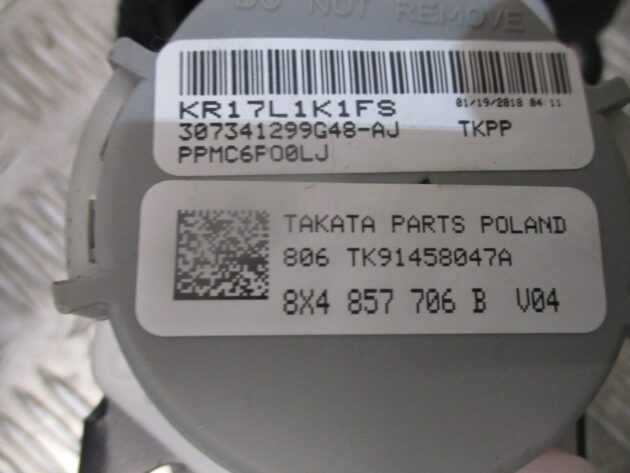 DO NOT REMOVE
KR17L1K1FS 01/19/2018 04 11
307341299G48-AJ TKPP
PPMC6FO0LJ
TAKATA PARTS POLAND
806 TK91458047A
8X4 857 706 B V04